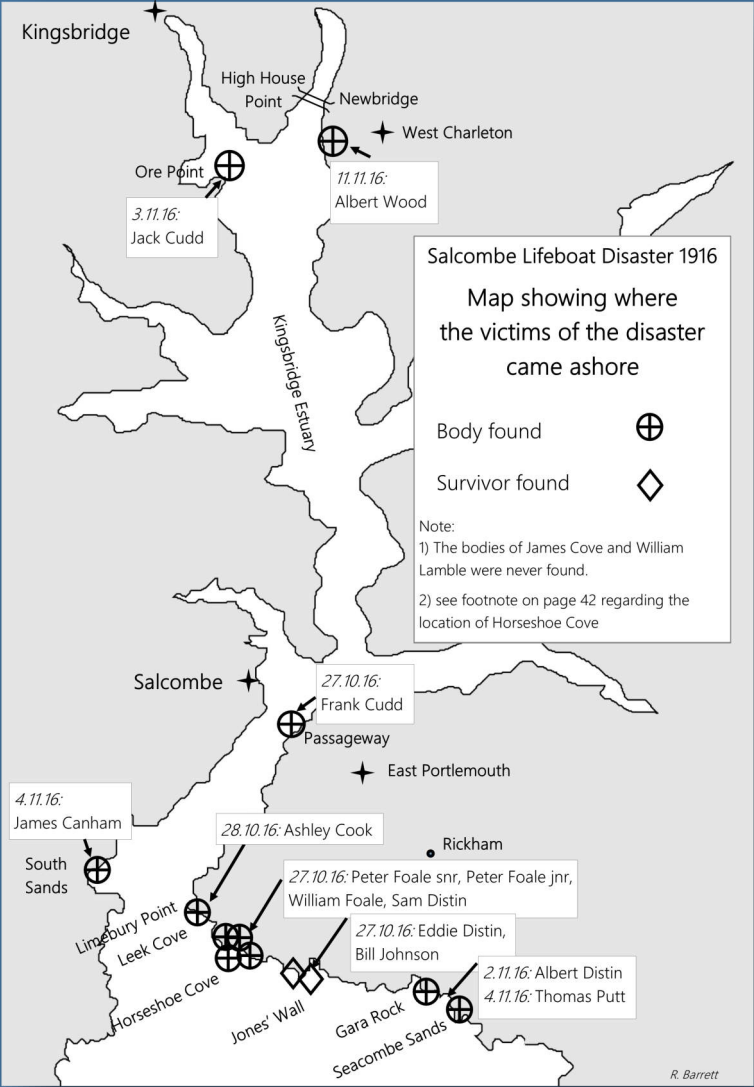 Kingsbridge
High House
Point
Newbridge
West Charleton
Ore Point
11.11.16:
Albert Wood
3.11.16:
Jack Cudd
Salcombe Lifeboat Disaster 1916
Map showing where
the victims of the disaster
came ashore
Body found
Survivor found
Note:
1) The bodies of James Cove and William
Lamble were never found.
2) see footnote on page 42 regarding the
location of Horseshoe Cove
Kingsbridge Estuary
Salcombe
27.10.16:
Frank Cudd
Passageway
East Portlemouth
4.11.16:
James Canham
South
Sands
28.10.16: Ashley Cook
Rickham
27.10.16: Peter Foale snr, Peter Foale jnr,
William Foale, Sam Distin
27.10.16: Eddie Distin,
Bill Johnson
2.11.16: Albert Distin
4.11.16: Thomas Putt
Limebury Point
Leek Cove
Horseshoe Cove
Jones' Wall
Gara Rock
Seacombe Sands
R. Barrett